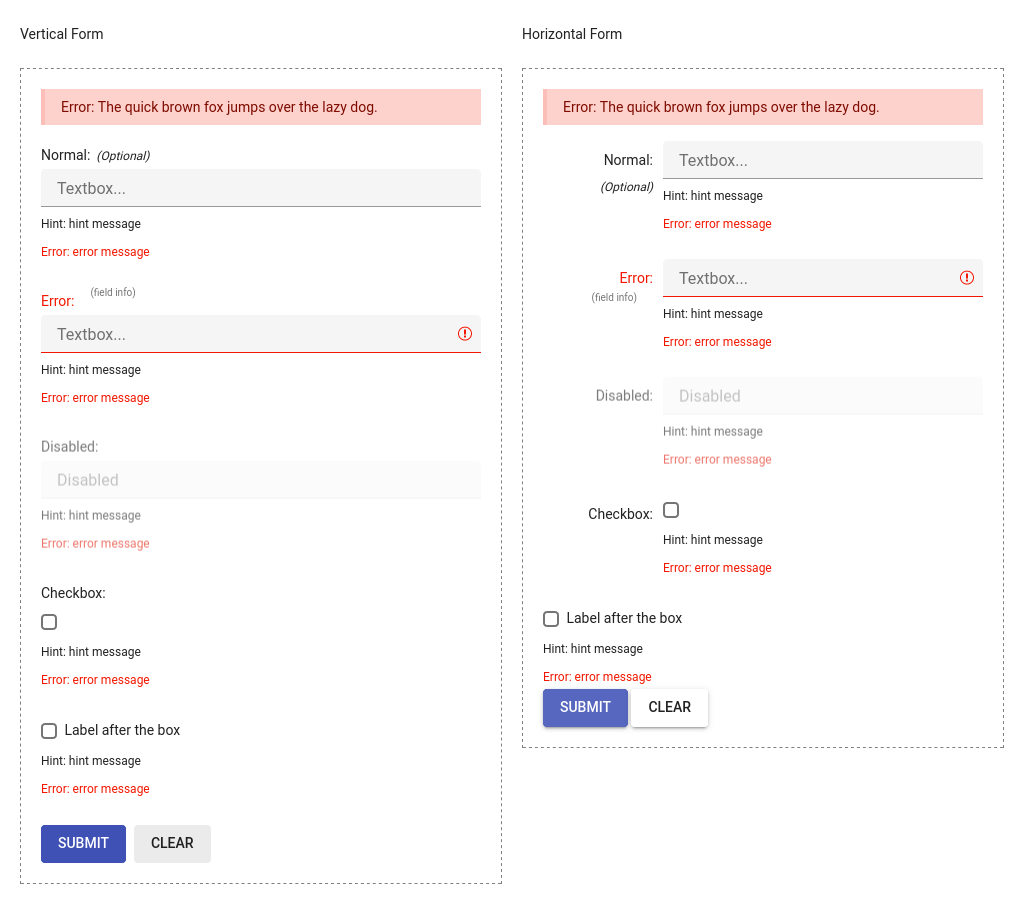 Vertical Form
Error: The quick brown fox jumps over the lazy dog.
Normal: (Optional)
Textbox...
Hint: hint message
Error: error message
Error: (field info)
Textbox...
Hint: hint message
Error: error message
Disabled:
Disabled
Hint: hint message
Error: error message
Checkbox:
Hint: hint message
Error: error message
Label after the box
Hint: hint message
Error: error message
SUBMIT CLEAR
Horizontal Form
Error: The quick brown fox jumps over the lazy dog.
Normal: Textbox...
(Optional)
Hint: hint message
Error: error message
Error: Textbox...
(field info)
Hint: hint message
Error: error message
Disabled: Disabled
Hint: hint message
Error: error message
Checkbox:
Hint: hint message
Error: error message
Label after the box
Hint: hint message
Error: error message
SUBMIT CLEAR